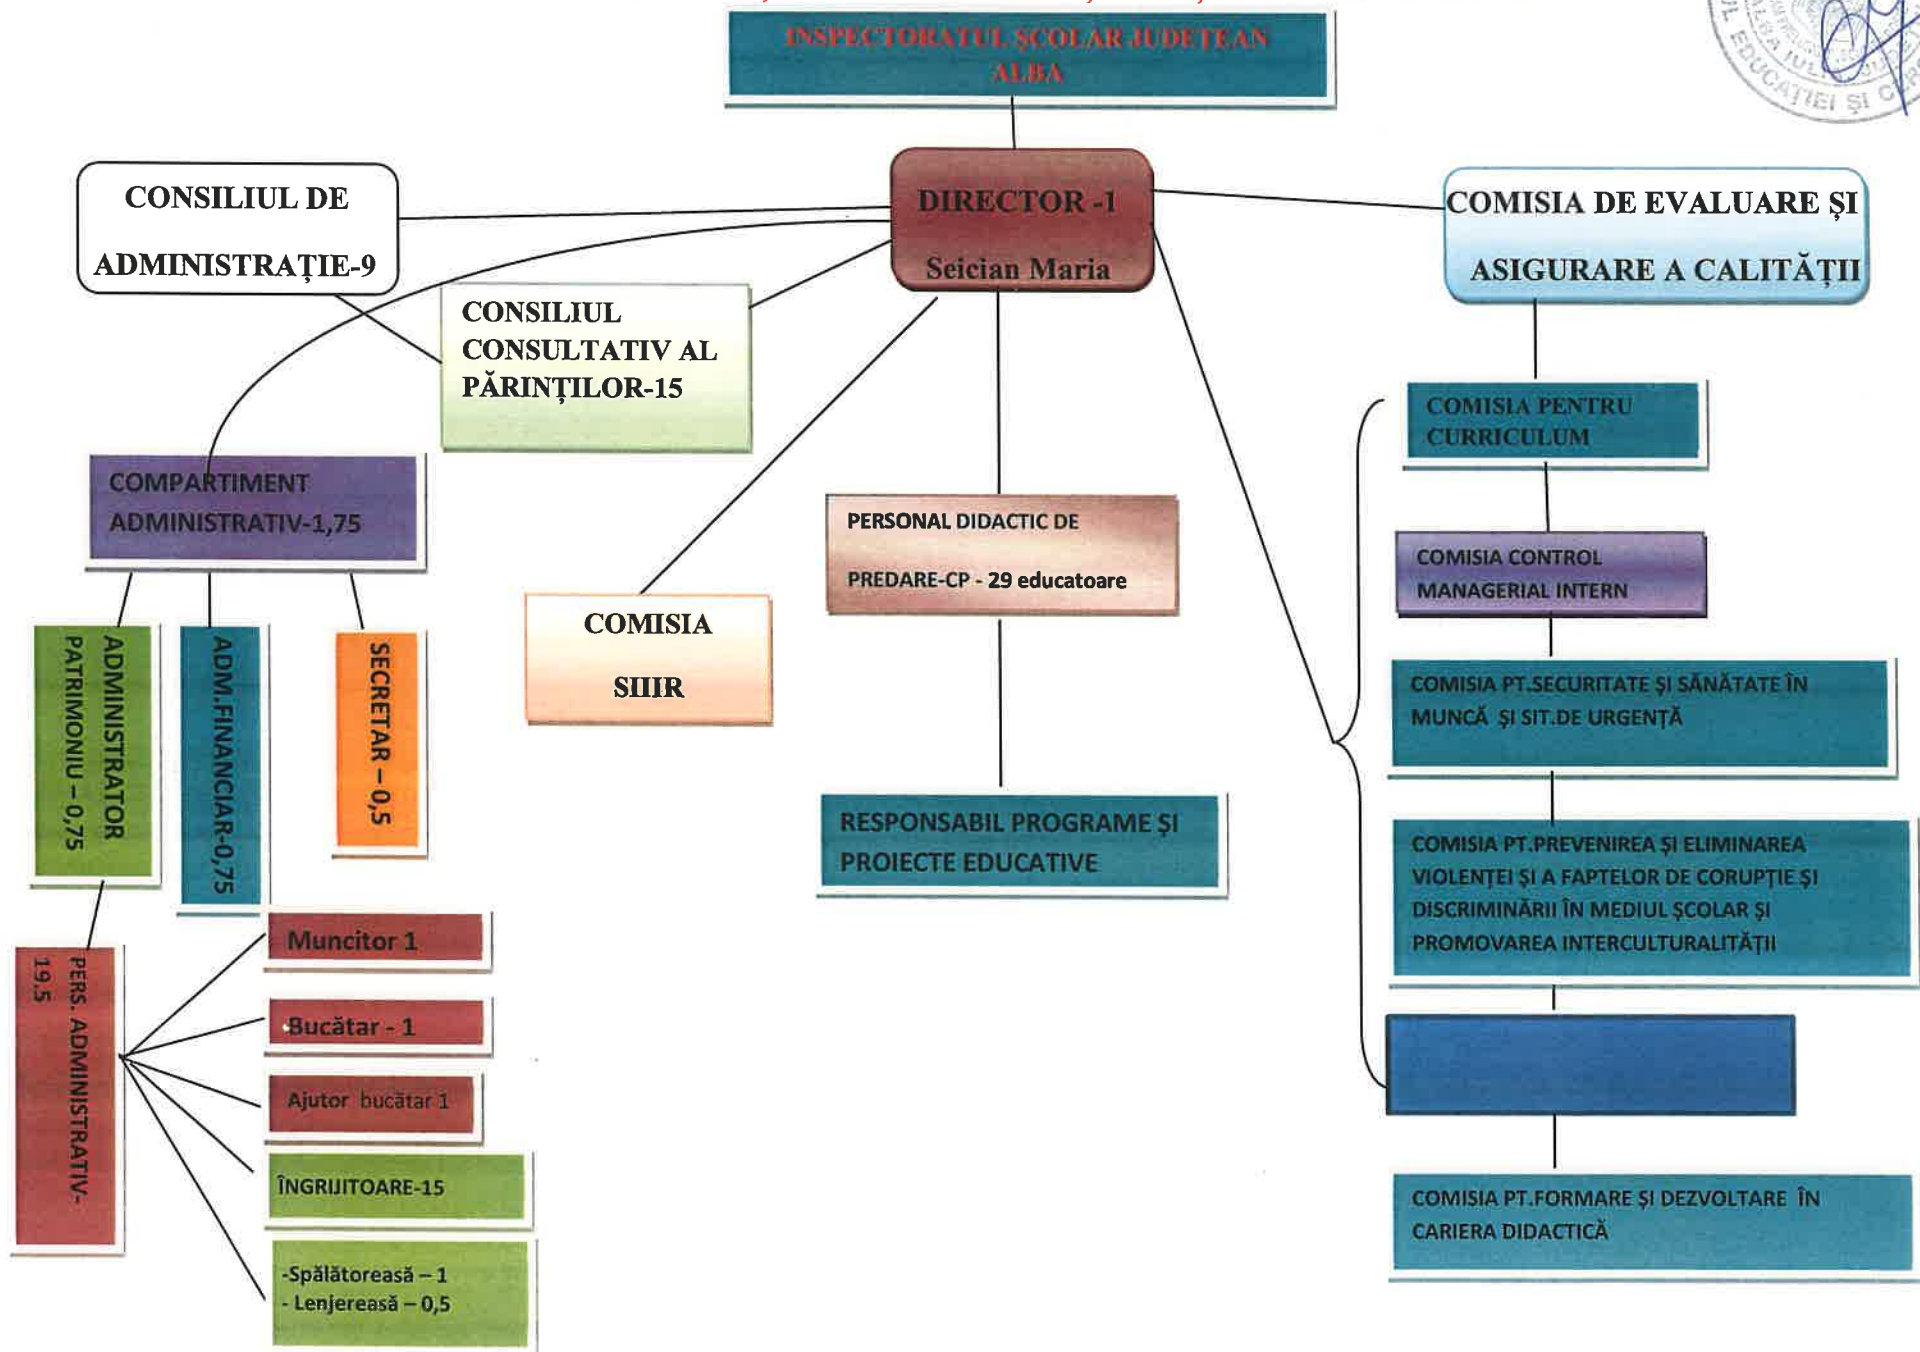 INSPECTORATUL ȘCOLAR JUDEȚEAN
ALBA
EDUCAȚIEI ȘI
ALBA IULIA
DIRECTOR -1
Seician Maria
CONSILIUL DE
ADMINISTRAȚIE-9
COMISIA DE EVALUARE ȘI
ASIGURARE A CALITĂȚII
CONSILIUL
CONSULTATIV AL
PĂRINȚILOR-15
COMPARTIMENT
ADMINISTRATIV-1,75
ADMINISTRATOR
PATRIMONIU – 0,75
ADM.FINANCIAR-0,75
SECRETAR – 0,5
PERS. ADMINISTRATIV-
19.5
Muncitor 1
Bucătar - 1
Ajutor bucătar 1
ÎNGRIJITOARE-15
-Spălătoreasă – 1
- Lenjereasă – 0,5
COMISIA
SIIIR
PERSONAL DIDACTIC DE
PREDARE-CP - 29 educatoare
RESPONSABIL PROGRAME ȘI
PROIECTE EDUCATIVE
COMISIA PENTRU
CURRICULUM
COMISIA CONTROL
MANAGERIAL INTERN
COMISIA PT.SECURITATE ȘI SĂNĂTATE ÎN
MUNCĂ ȘI SIT.DE URGENȚĂ
COMISIA PT.PREVENIREA ȘI ELIMINAREA
VIOLENȚEI ȘI A FAPTELOR DE CORUPȚIE ȘI
DISCRIMINĂRII ÎN MEDIUL ȘCOLAR ȘI
PROMOVAREA INTERCULTURALITĂȚII
COMISIA PT.FORMARE ȘI DEZVOLTARE ÎN
CARIERA DIDACTICĂ